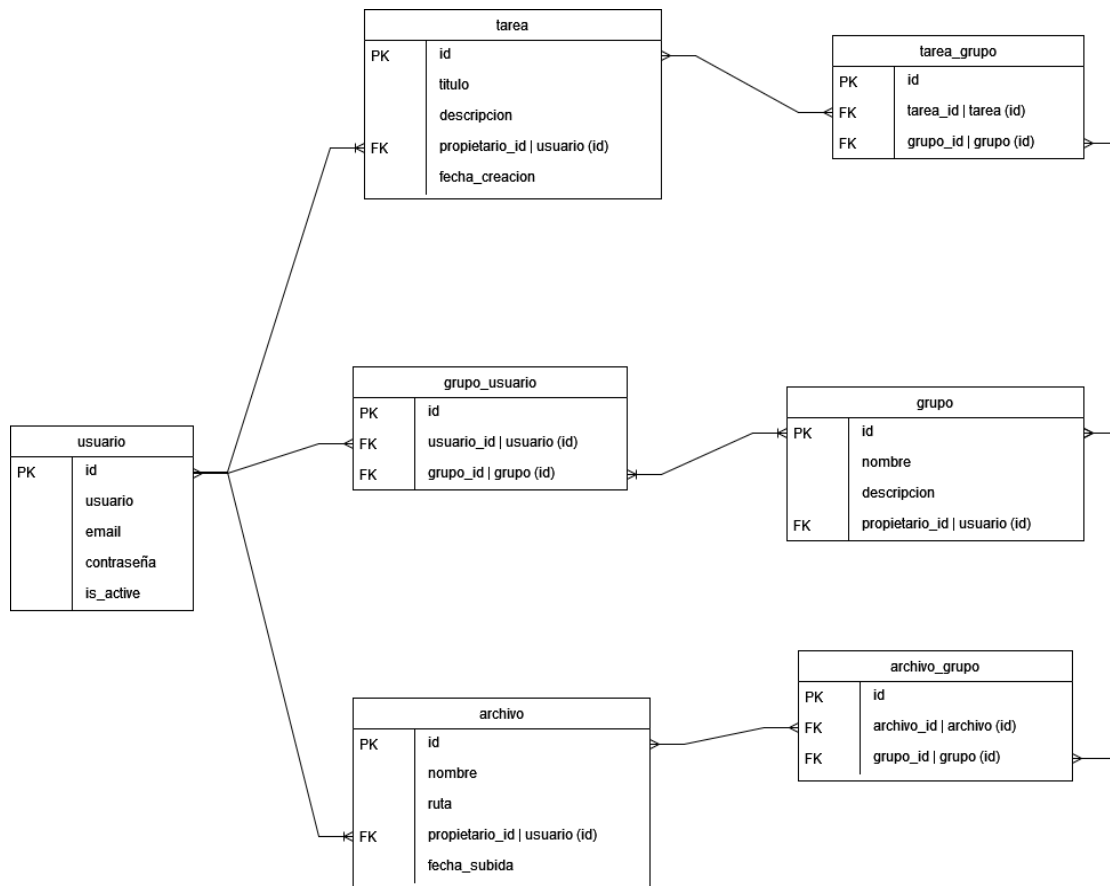 tarea
PK id
titulo
descripcion
FK propietario_id | usuario (id)
fecha_creacion
tarea_grupo
PK id
FK tarea_id | tarea (id)
FK grupo_id | grupo (id)
usuario
PK id
usuario
email
contraseña
is_active
grupo_usuario
PK id
FK usuario_id | usuario (id)
FK grupo_id | grupo (id)
grupo
PK id
nombre
descripcion
FK propietario_id | usuario (id)
archivo
PK id
nombre
ruta
FK propietario_id | usuario (id)
fecha_subida
archivo_grupo
PK id
FK archivo_id | archivo (id)
FK grupo_id | grupo (id)